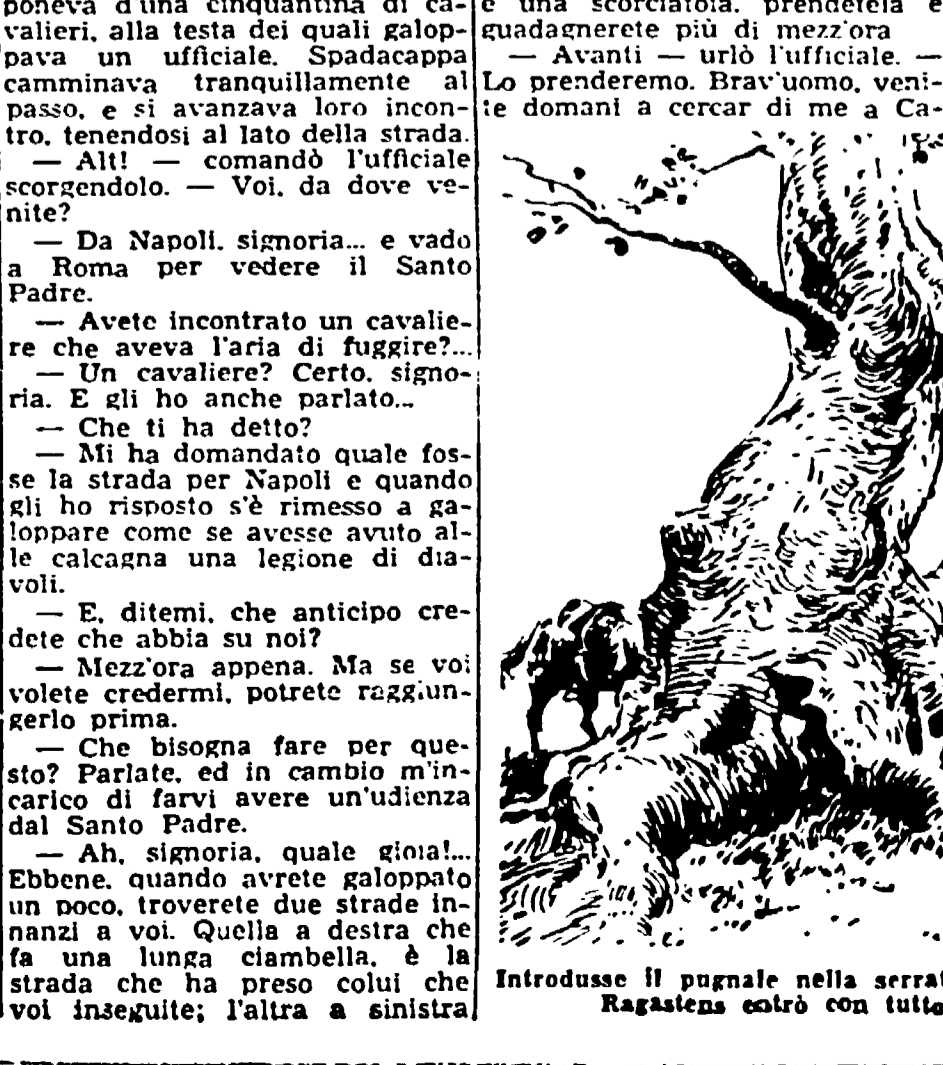 poneva d'una cinquantina di ca-
valieri, alla testa dei quali galop-
pava un ufficiale. Spadacappa
camminava tranquillamente al
passo, e si avanzava loro incon-
tro, tenendosi al lato della strada.
— Alt! — comandò l'ufficiale
scorgendolo. — Voi, da dove ve-
nite?
— Da Napoli, signoria... e vado
a Roma per vedere il Santo
Padre.
— Avete incontrato un cavalie-
re che aveva l'aria di fuggire?...
— Un cavaliere? Certo, signo-
ria. E gli ho anche parlato...
— Che ti ha detto?
— Mi ha domandato quale fos-
se la strada per Napoli e quando
gli ho risposto s'è rimesso a ga-
loppare come se avesse avuto al-
le calcagna una legione di dia-
voli.
— E, ditemi, che anticipo cre-
dete che abbia su noi?
— Mezz'ora appena. Ma se voi
volete credermi, potrete raggiun-
gerlo prima.
— Che bisogna fare per que-
sto? Parlate, ed in cambio m'in-
carico di farvi avere un'udienza
dal Santo Padre.
— Ah, signoria, quale gioia!...
Ebbene, quando avrete galoppato
un poco, troverete due strade in-
nanzi a voi. Quella a destra che
fa una lunga ciambella, è la
strada che ha preso colui che
voi inseguite; l'altra a sinistra
è una scorciatoia, prendetela e
guadagnerete più di mezz'ora
— Avanti — urlò l'ufficiale. —
Lo prenderemo. Brav'uomo, veni-
te domani a cercar di me a Ca-
Introdusse il pugnale nella serrat
Ragastens entrò con tutto